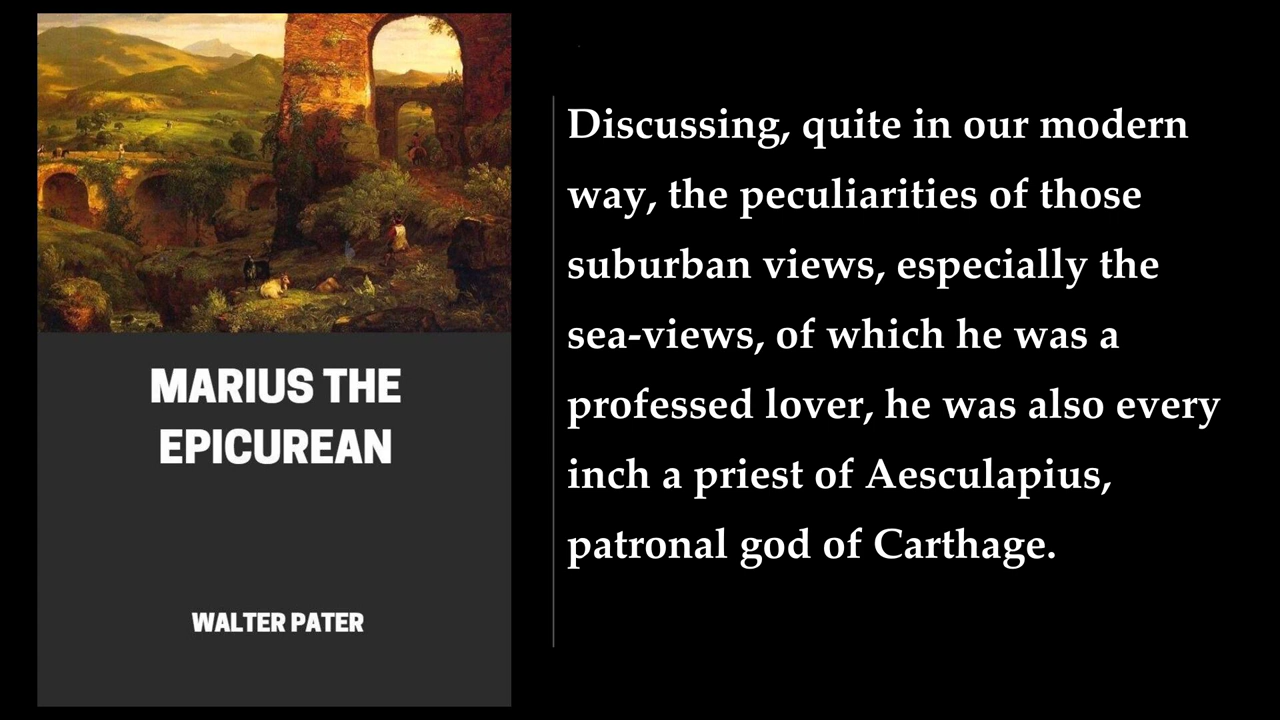 MARIUS THE
EPICUREAN
WALTER PATER
Discussing, quite in our modern
way, the peculiarities of those
suburban views, especially the
sea-views, of which he was a
professed lover, he was also every
inch a priest of Aesculapius,
patronal god of Carthage.